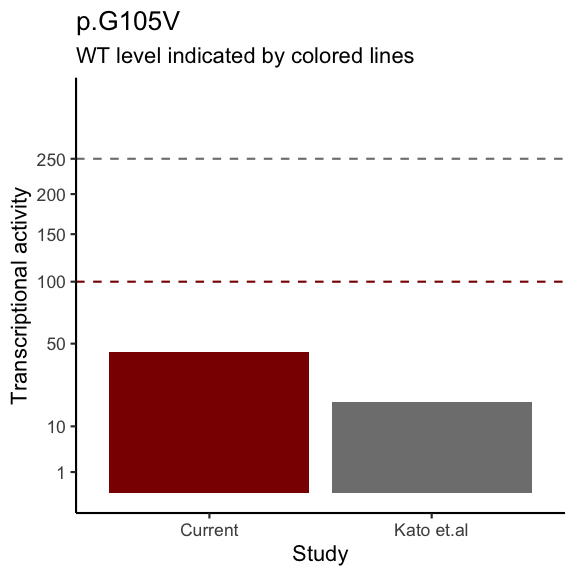 p.G105V
WT level indicated by colored lines
250
200
150
100
50
10
1
Transcriptional activity
Current
Kato et.al
Study